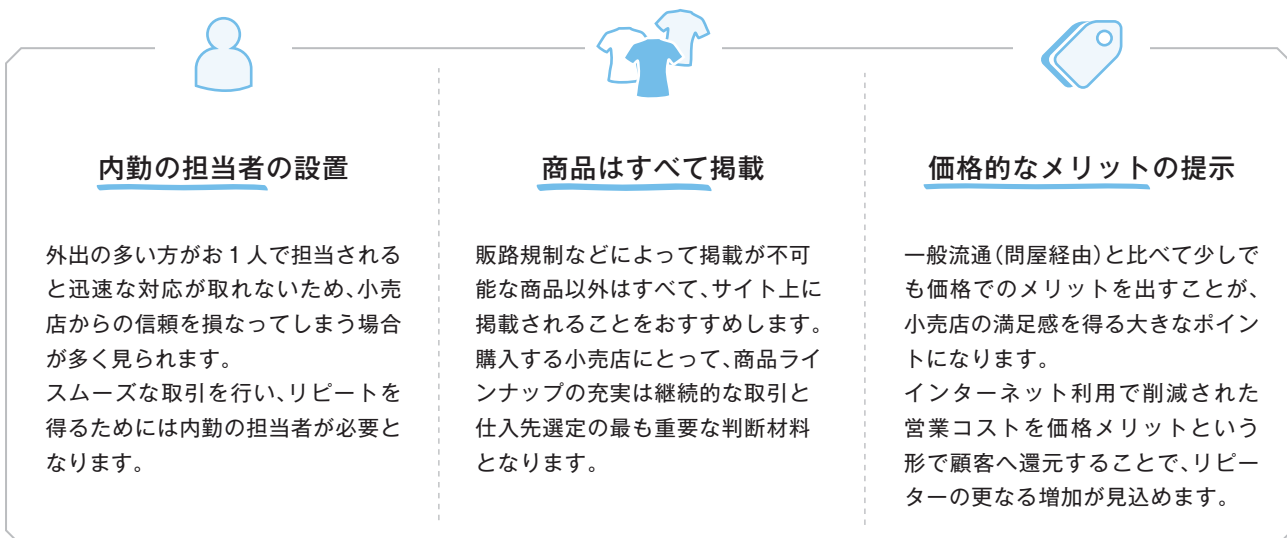 内勤の担当者の設置
外出の多い方がお1人で担当される
と迅速な対応が取れないため、小売
店からの信頼を損なってしまう場合
が多く見られます。
スムーズな取引を行い、リピートを
得るためには内勤の担当者が必要と
なります。
商品はすべて掲載
販路規制などによって掲載が不可
能な商品以外はすべて、サイト上に
掲載されることをおすすめします。
購入する小売店にとって、商品ライ
ンナップの充実は継続的な取引と
仕入先選定の最も重要な判断材料
となります。
価格的なメリットの提示
一般流通(問屋経由)と比べて少しで
も価格でのメリットを出すことが、
小売店の満足感を得る大きなポイン
トになります。
インターネット利用で削減された
営業コストを価格メリットという
形で顧客へ還元することで、リピー
ターの更なる増加が見込めます。